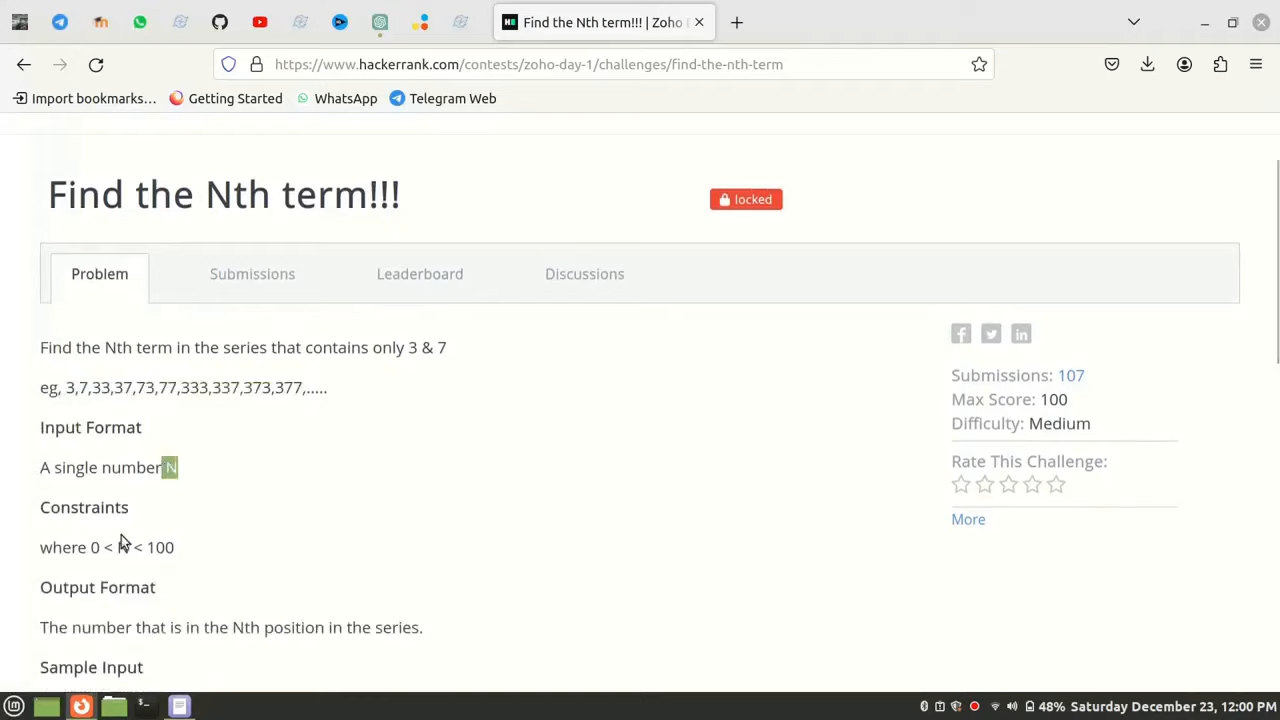 Find the Nth term!!! | Zoho
https://www.hackerrank.com/contests/zoho-day-1/challenges/find-the-nth-term
Import bookmarks… Getting Started WhatsApp Telegram Web
Find the Nth term!!!
locked
Problem Submissions Leaderboard Discussions
Find the Nth term in the series that contains only 3 & 7
eg, 3,7,33,37,73,77,333,337,373,377,.....
Input Format
A single number N
Constraints
where 0 < N < 100
Output Format
The number that is in the Nth position in the series.
Sample Input
Submissions: 107
Max Score: 100
Difficulty: Medium
Rate This Challenge:
More
48% Saturday December 23, 12:00 PM